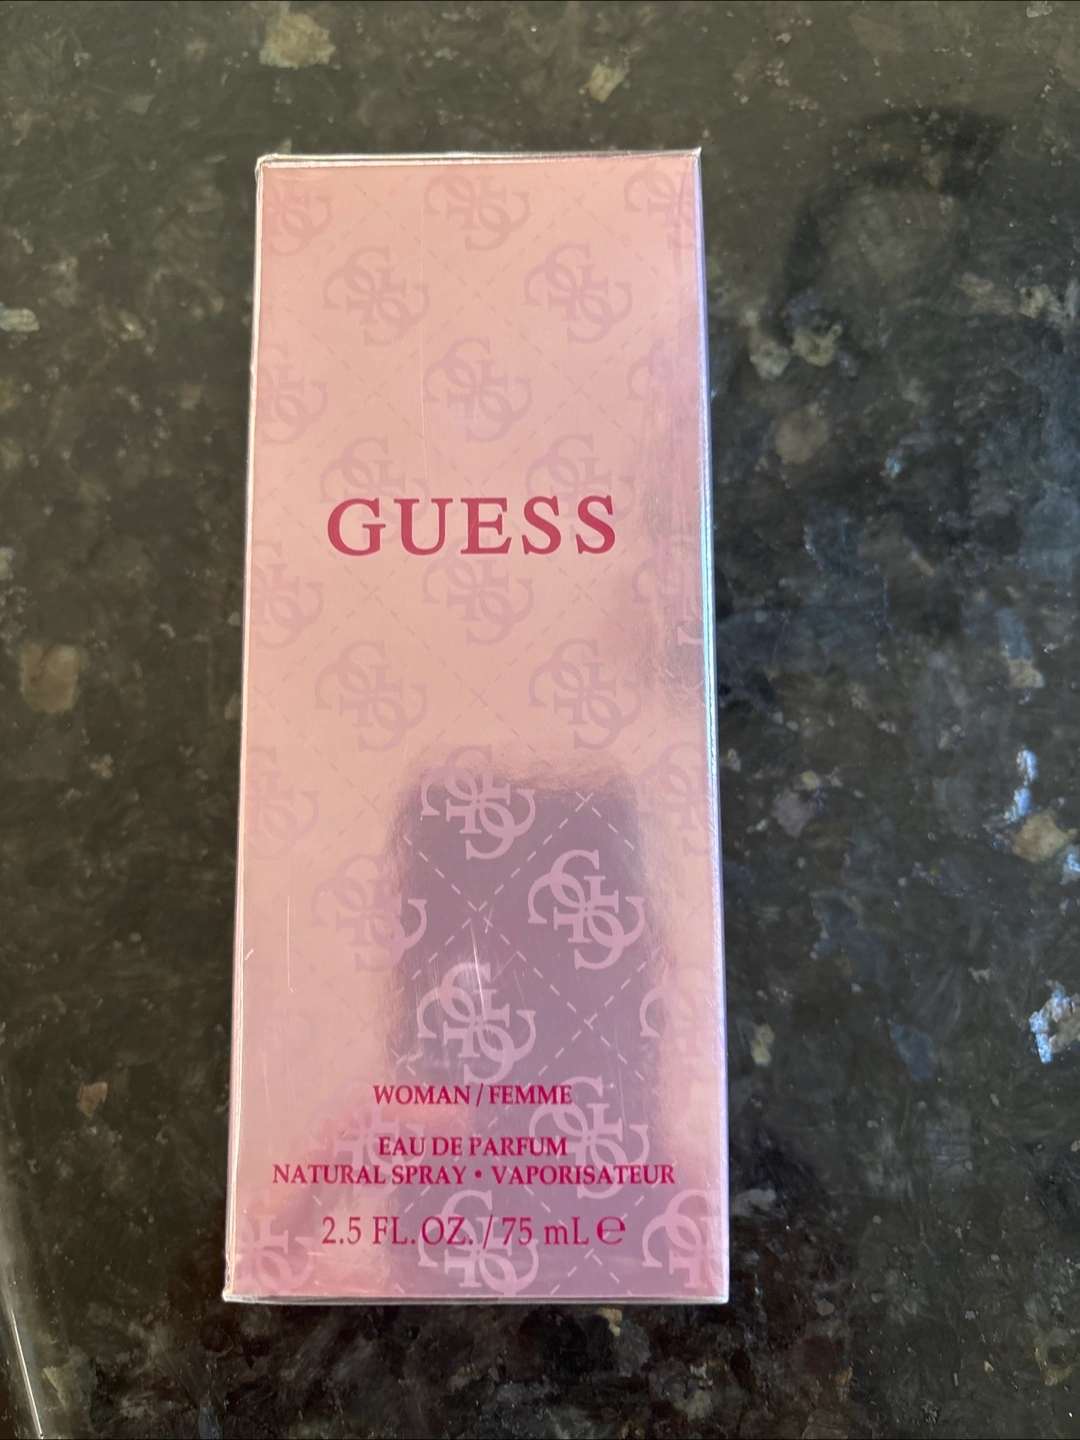 GUESS
WOMAN / FEMME
EAU DE PARFUM
NATURAL SPRAY • VAPORISATEUR
2.5 FL.OZ. / 75 mL ℮